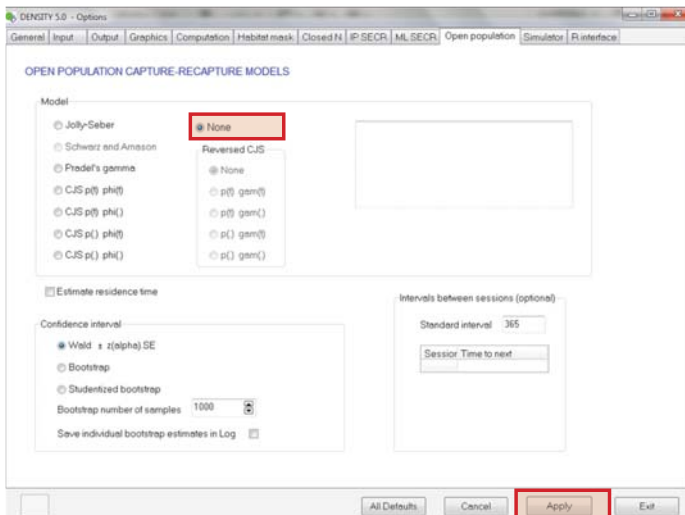 DENSITY 5.0 - Options
General Input Output Graphics Computation Habitat mask Closed N IP SECR ML SECR Open population Simulator R interface
OPEN POPULATION CAPTURE-RECAPTURE MODELS
Model
Jolly-Seber
Schwarz and Arnason
Pradel's gamma
CJS p(t) phi(t)
CJS p(t) phi()
CJS p() phi(t)
CJS p() phi()
None
Reversed CJS
None
p(t) gam(t)
p(t) gam()
p() gam(t)
p() gam()
Estimate residence time
Confidence interval
Wald ± z(alpha).SE
Bootstrap
Studentized bootstrap
Bootstrap number of samples 1000
Save individual bootstrap estimates in Log
Intervals between sessions (optional)
Standard interval 365
Session Time to next
All Defaults Cancel Apply Exit